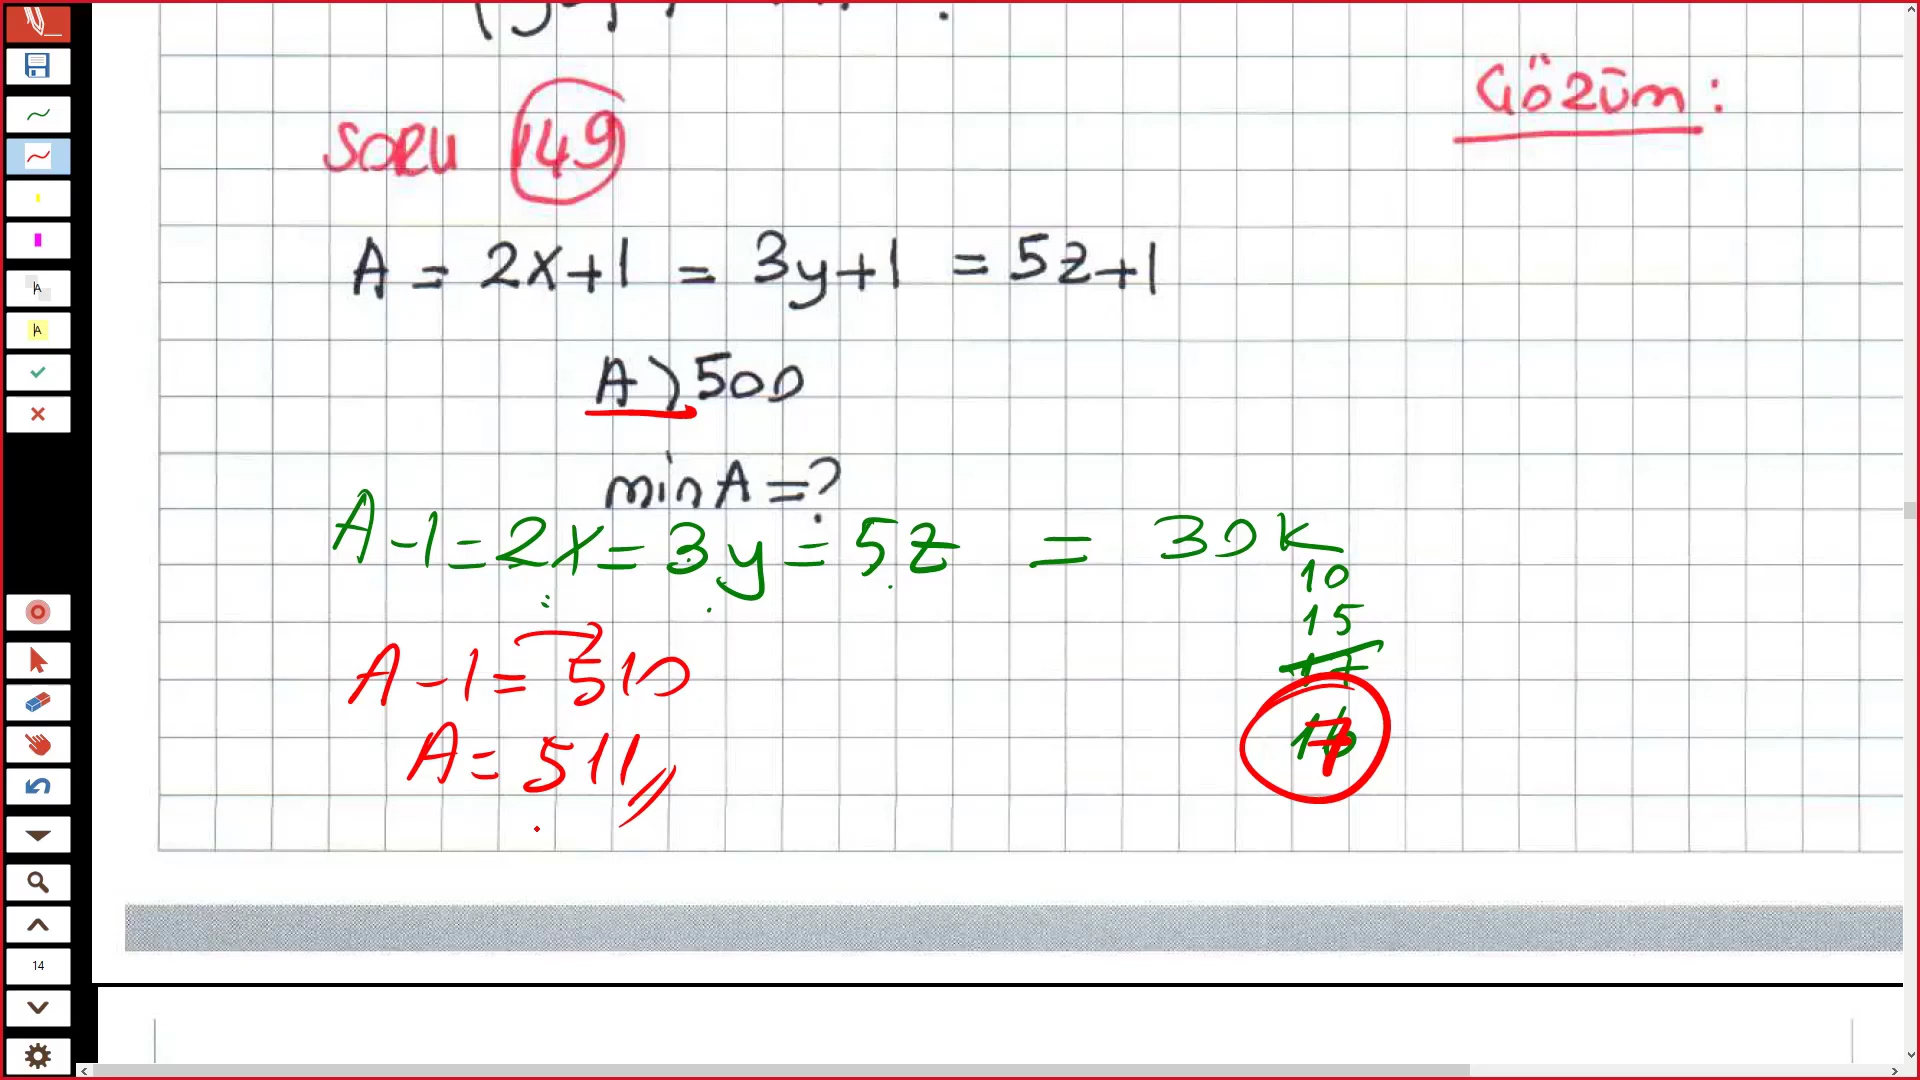 SORU 149
Çözüm:
A = 2x+1 = 3y+1 = 5z+1
A > 500
min A = ?
A-1 = 2x = 3y = 5z = 30k
10
15
A-1 = 510
A = 511
14